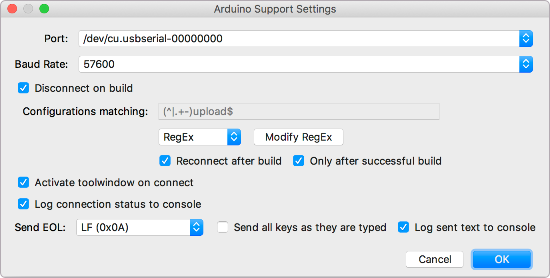 Arduino Support Settings
Port: /dev/cu.usbserial-00000000
Baud Rate: 57600
Disconnect on build
Configurations matching: (^|.+-)upload$
RegEx Modify RegEx
Reconnect after build Only after successful build
Activate toolwindow on connect
Log connection status to console
Send EOL: LF (0x0A) Send all keys as they are typed Log sent text to console
Cancel OK